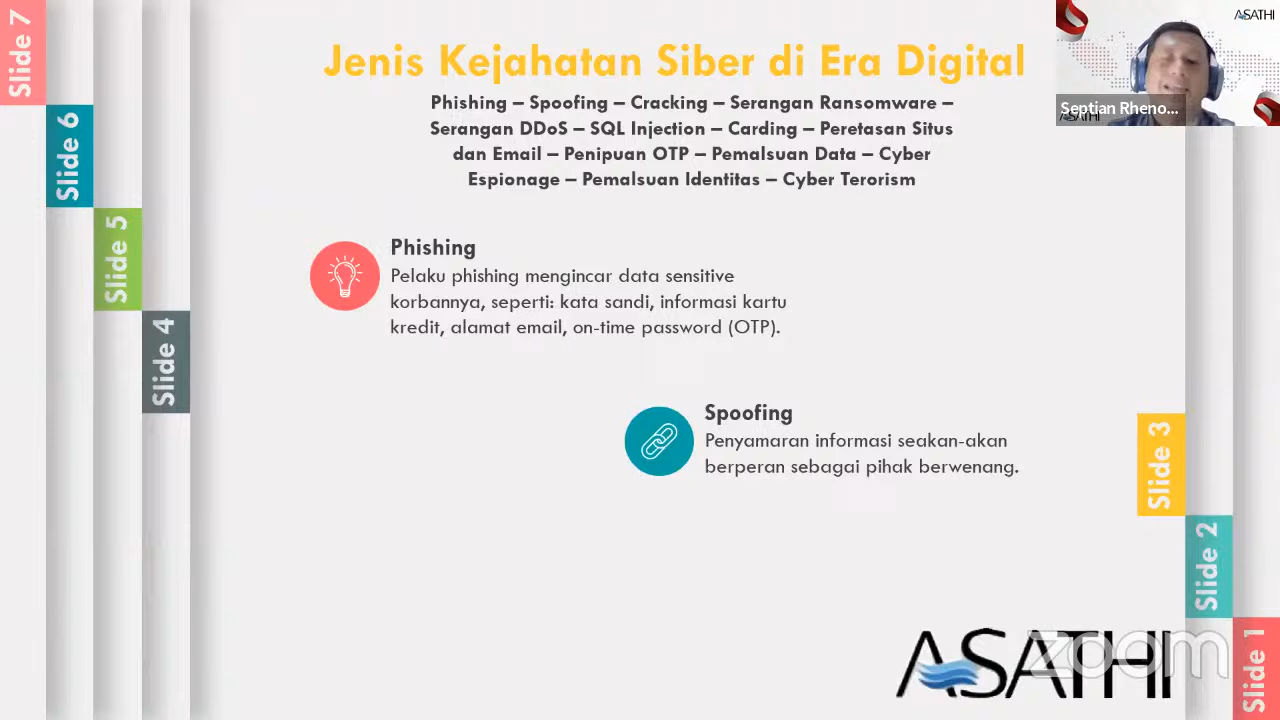 Slide 7
Slide 6
Slide 5
Slide 4
Jenis Kejahatan Siber di Era Digital
Phishing – Spoofing – Cracking – Serangan Ransomware –
Serangan DDoS – SQL Injection – Carding – Peretasan Situs
dan Email – Penipuan OTP – Pemalsuan Data – Cyber
Espionage – Pemalsuan Identitas – Cyber Terorism
Phishing
Pelaku phishing mengincar data sensitive
korbannya, seperti: kata sandi, informasi kartu
kredit, alamat email, on-time password (OTP).
Spoofing
Penyamaran informasi seakan-akan
berperan sebagai pihak berwenang.
ASATHI
Septian Rheno...
ASATHI
Slide 3
Slide 2
Slide 1
ASATHI
zoom